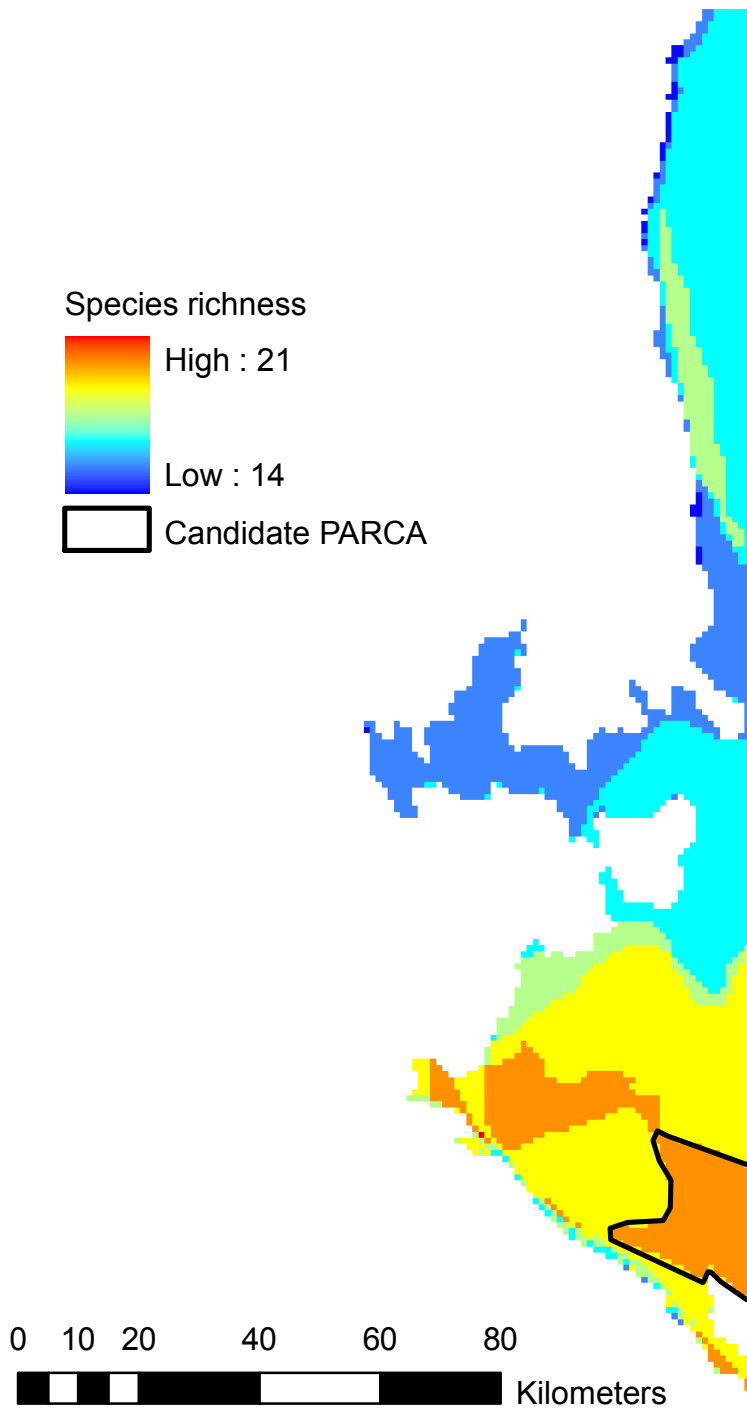 Species richness
High : 21
Low : 14
Candidate PARCA
0 10 20 40 60 80
Kilometers